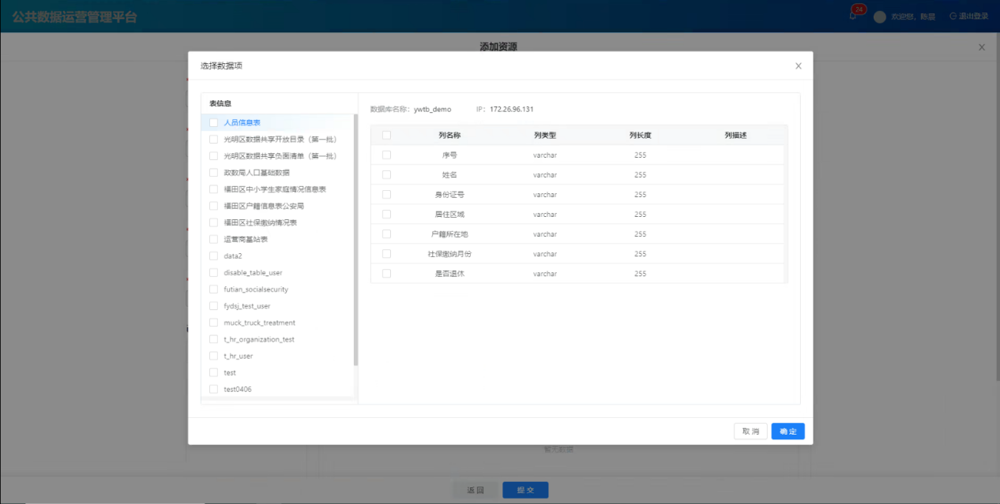 公共数据运营管理平台
24
欢迎您，陈晨
退出登录
添加资源
选择数据项
表信息
人员信息表
光明区数据共享开放目录（第一批）
光明区数据共享负面清单（第一批）
政数局人口基础数据
福田区中小学生家庭情况信息表
福田区户籍信息表公安局
福田区社保缴纳情况表
运营商基站表
data2
disable_table_user
futian_socialsecurity
fydsj_test_user
muck_truck_treatment
t_hr_organization_test
t_hr_user
test
test0406
数据库名称： ywtb_demo IP： 172.26.96.131
列名称 列类型 列长度 列描述
序号 varchar 255
姓名 varchar 255
身份证号 varchar 255
居住区域 varchar 255
户籍所在地 varchar 255
社保缴纳月份 varchar 255
是否退休 varchar 255
取 消 确 定
暂无数据
返 回 提 交